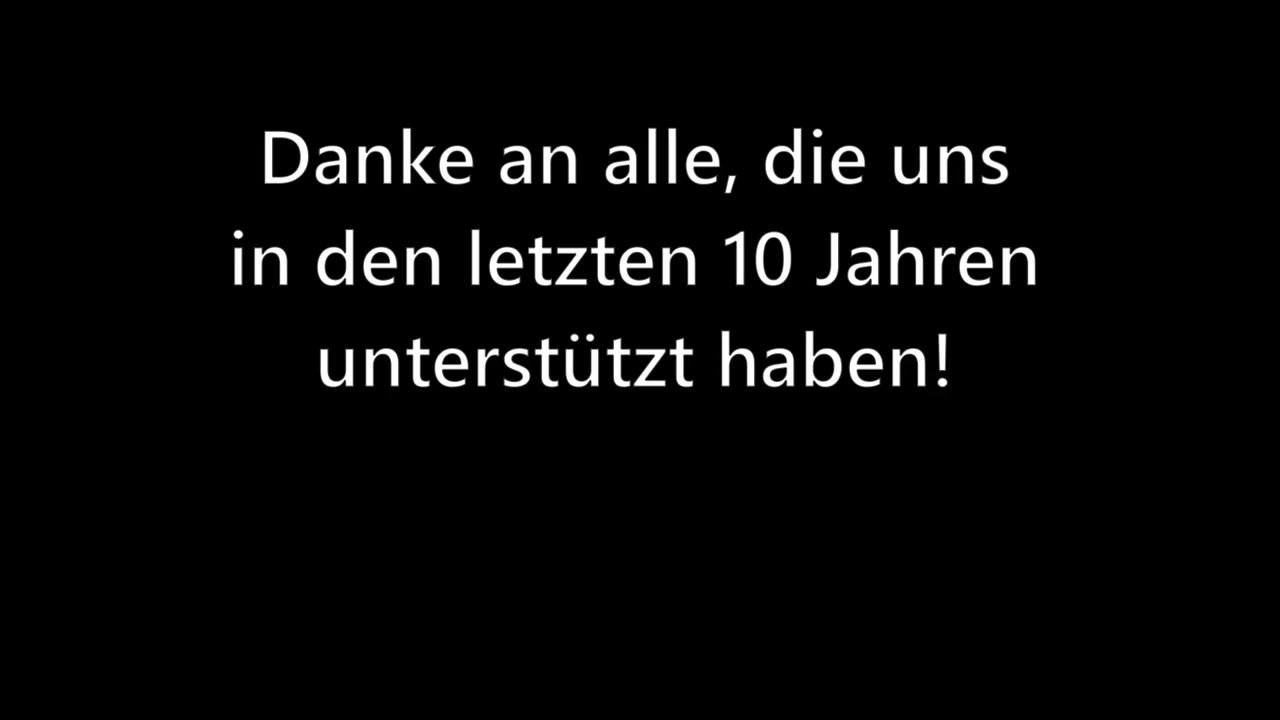 Danke an alle, die uns
in den letzten 10 Jahren
unterstützt haben!